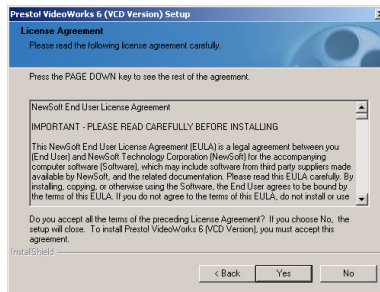 Presto! VideoWorks 6 (VCD Version) Setup
License Agreement
Please read the following license agreement carefully.
Press the PAGE DOWN key to see the rest of the agreement.
NewSoft End User License Agreement
IMPORTANT - PLEASE READ CAREFULLY BEFORE INSTALLING
This NewSoft End User License Agreement (EULA) is a legal agreement between you
(End User) and NewSoft Technology Corporation (NewSoft) for the accompanying
computer software (Software), which may include software from third party suppliers made
available by NewSoft, and the related documentation. Please read this EULA carefully. By
installing, copying, or otherwise using the Software, the End User agrees to be bound by
the terms of this EULA. If you do not agree to the terms of this EULA, do not install or use
Do you accept all the terms of the preceding License Agreement? If you choose No, the
setup will close. To install Presto! VideoWorks 6 (VCD Version), you must accept this
agreement.
InstallShield
< Back Yes No